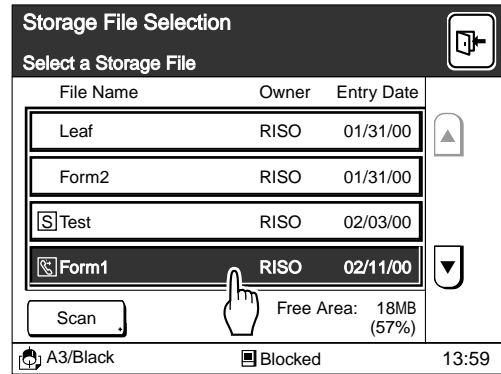 Storage File Selection
Select a Storage File
File Name Owner Entry Date
Leaf RISO 01/31/00
Form2 RISO 01/31/00
S Test RISO 02/03/00
Form1 RISO 02/11/00
Scan Free Area: 18MB
(57%)
A3/Black Blocked 13:59